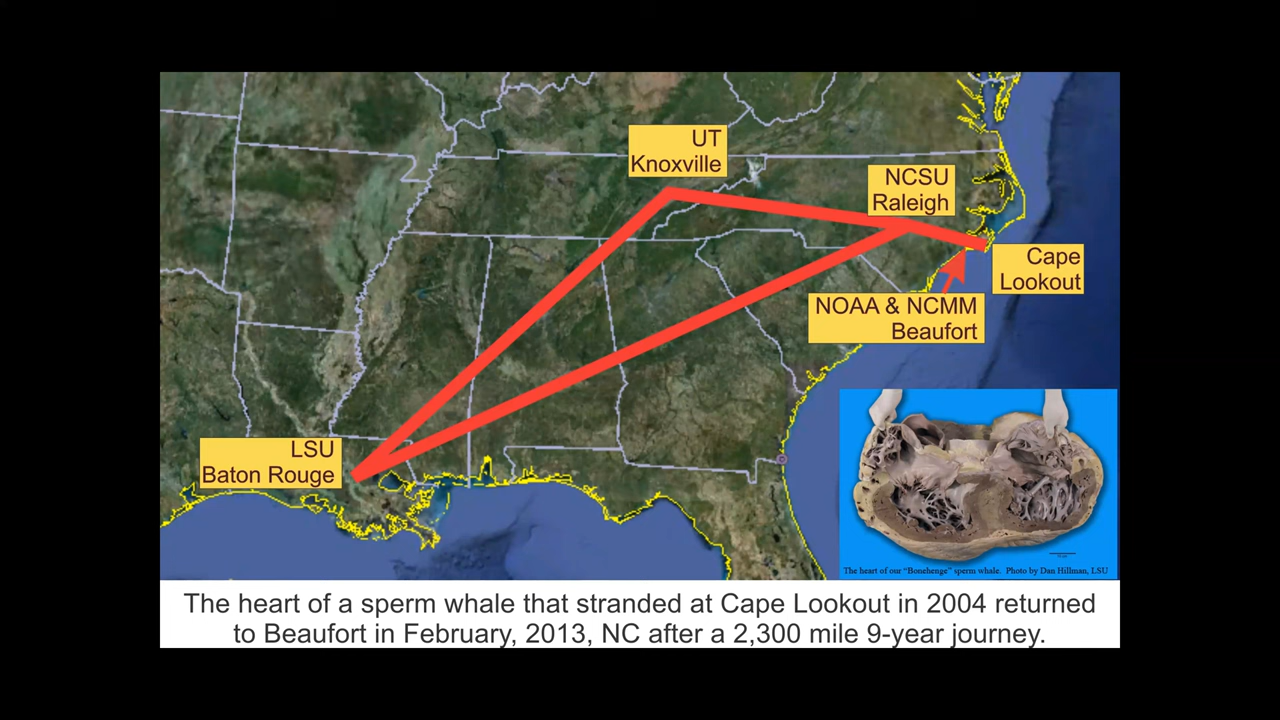 UT
Knoxville
NCSU
Raleigh
Cape
Lookout
NOAA & NCMM
Beaufort
LSU
Baton Rouge
The heart of our "Bonehenge" sperm whale. Photo by Dan Hillman, LSU
The heart of a sperm whale that stranded at Cape Lookout in 2004 returned
to Beaufort in February, 2013, NC after a 2,300 mile 9-year journey.